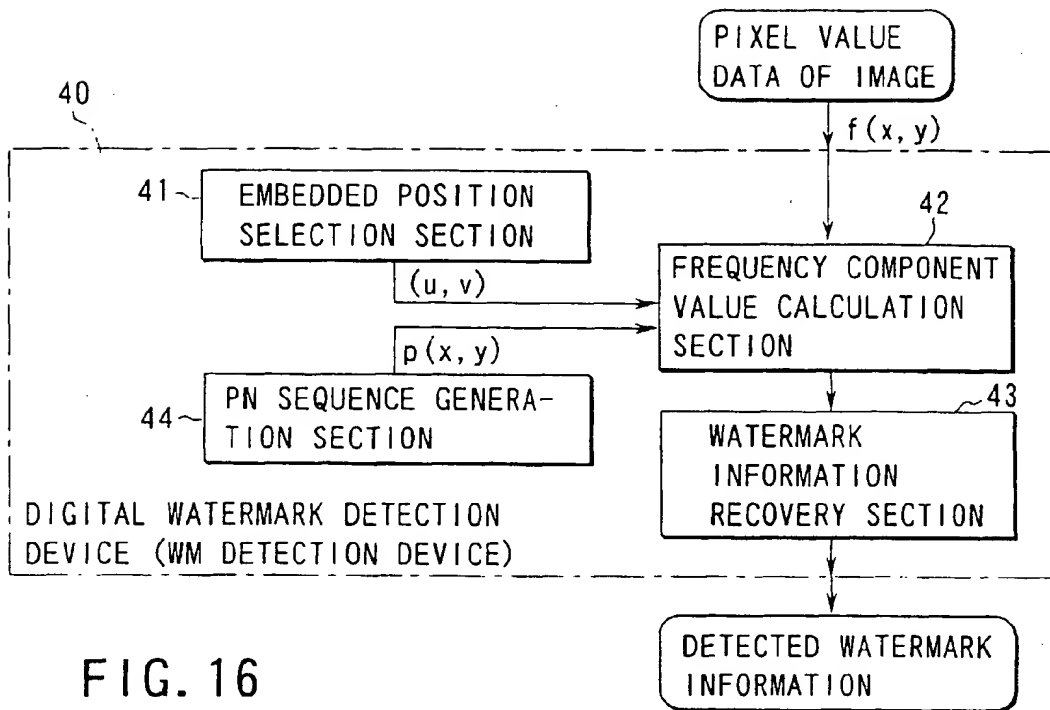 PIXEL VALUE
DATA OF IMAGE
40
f(x, y)
41
EMBEDDED POSITION
SELECTION SECTION
42
(u, v)
FREQUENCY COMPONENT
VALUE CALCULATION
SECTION
p(x, y)
44
PN SEQUENCE GENERA-
TION SECTION
43
WATERMARK
INFORMATION
RECOVERY SECTION
DIGITAL WATERMARK DETECTION
DEVICE (WM DETECTION DEVICE)
DETECTED WATERMARK
INFORMATION
FIG. 16